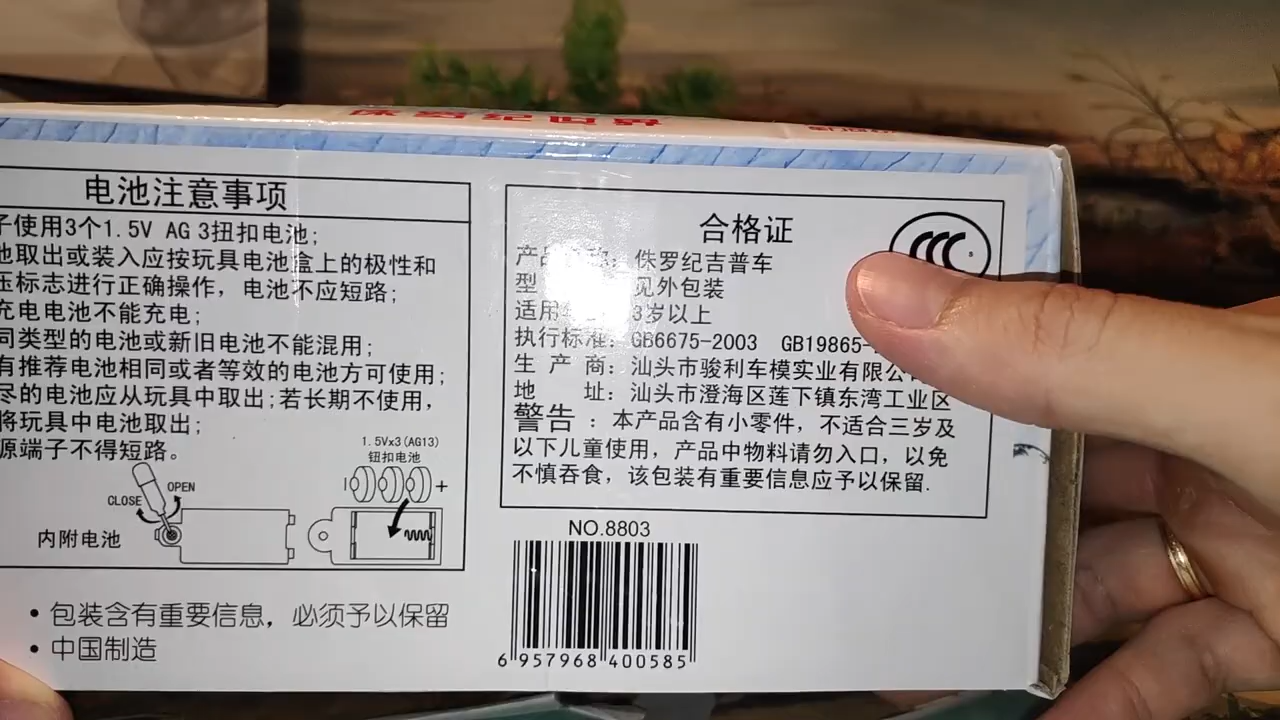 侏罗纪世界
电池注意事项
子使用3个1.5V AG 3扭扣电池;
池取出或装入应按玩具电池盒上的极性和
压标志进行正确操作，电池不应短路;
充电电池不能充电;
同类型的电池或新旧电池不能混用;
有推荐电池相同或者等效的电池方可使用;
尽的电池应从玩具中取出;若长期不使用，
将玩具中电池取出;
源端子不得短路。
1.5Vx3(AG13)
钮扣电池
CLOSE
OPEN
+
内附电池
合格证
CCC
产品 称: 侏罗纪吉普车
型 见外包装
适用 3岁以上
执行标准: GB6675-2003 GB19865-
生产商: 汕头市骏利车模实业有限公
地址: 汕头市澄海区莲下镇东湾工业区
警告：本产品含有小零件，不适合三岁及
以下儿童使用，产品中物料请勿入口，以免
不慎吞食，该包装有重要信息应予以保留.
NO.8803
6 957968 400585
• 包装含有重要信息，必须予以保留
• 中国制造